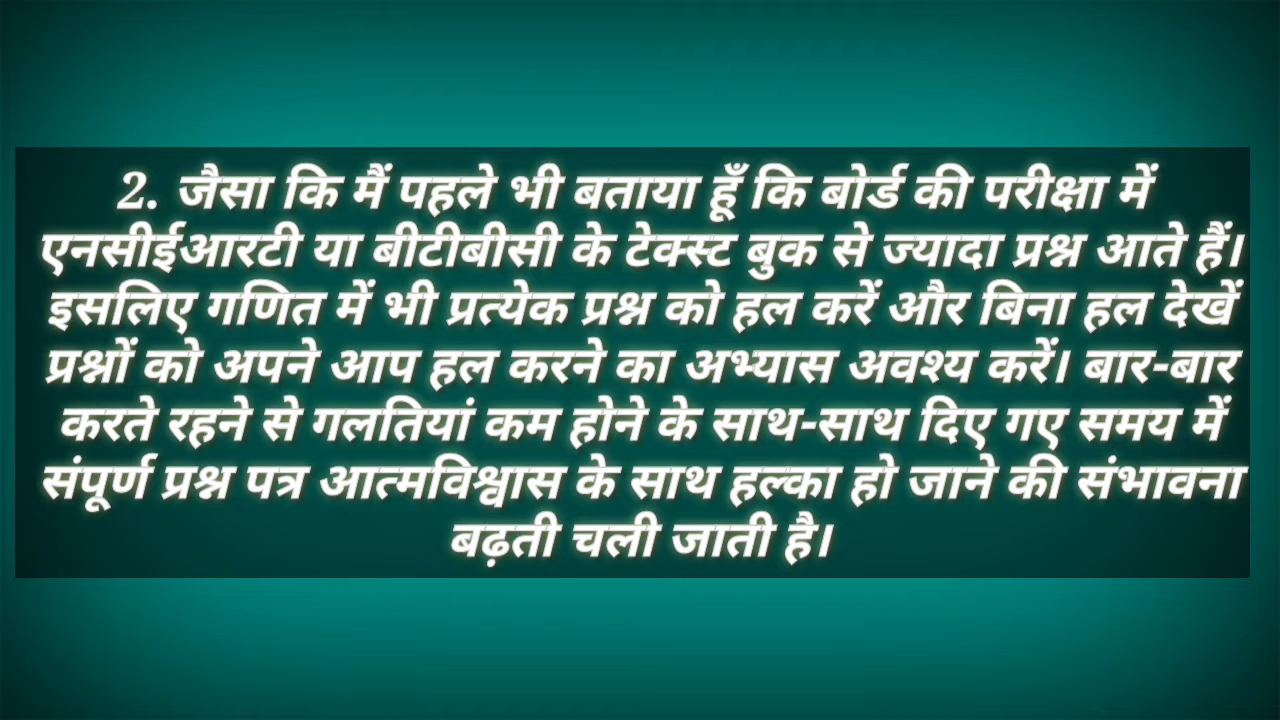 2. जैसा कि मैं पहले भी बताया हूँ कि बोर्ड की परीक्षा में
एनसीईआरटी या बीटीबीसी के टेक्स्ट बुक से ज्यादा प्रश्न आते हैं।
इसलिए गणित में भी प्रत्येक प्रश्न को हल करें और बिना हल देखें
प्रश्नों को अपने आप हल करने का अभ्यास अवश्य करें। बार-बार
करते रहने से गलतियां कम होने के साथ-साथ दिए गए समय में
संपूर्ण प्रश्न पत्र आत्मविश्वास के साथ हल्का हो जाने की संभावना
बढ़ती चली जाती है।